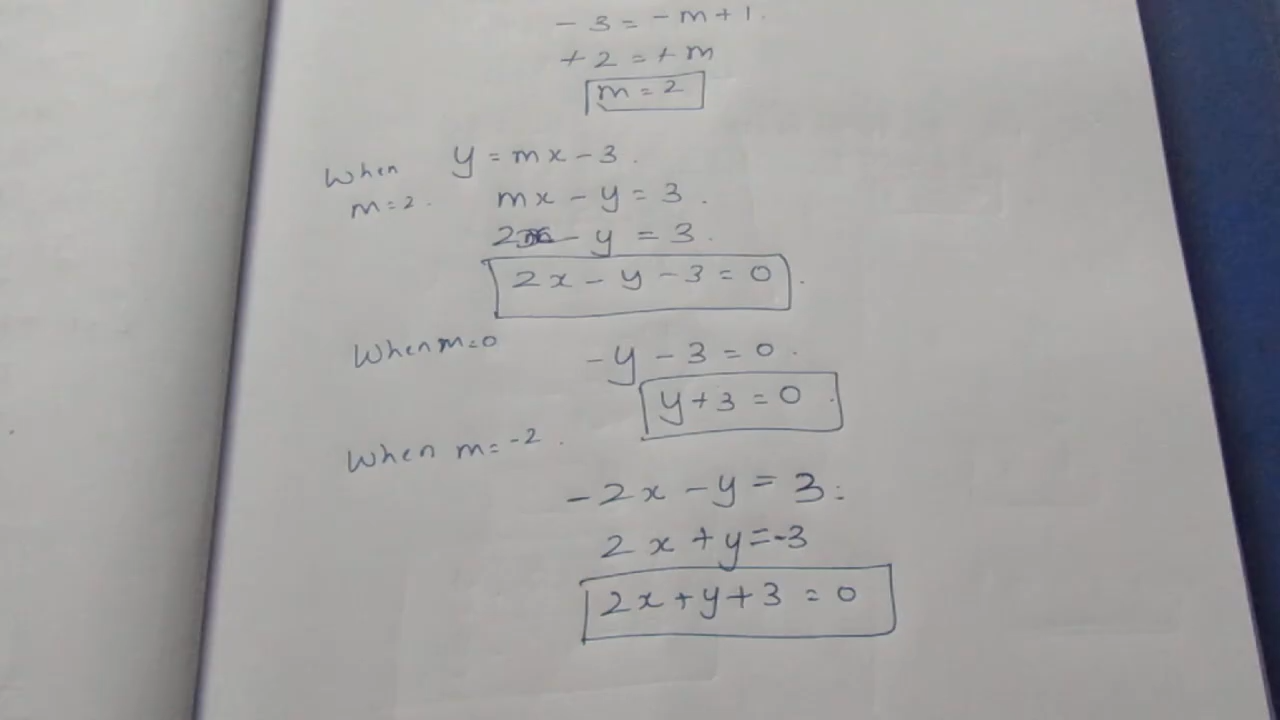 - 3 = - m + 1.
+ 2 = + m
m = 2
When y = mx - 3.
m = 2. mx - y = 3.
2x - y = 3.
2x - y - 3 = 0.
When m = 0 -y - 3 = 0.
y + 3 = 0.
When m = -2.
-2x - y = 3.
2x + y = -3
2x + y + 3 = 0